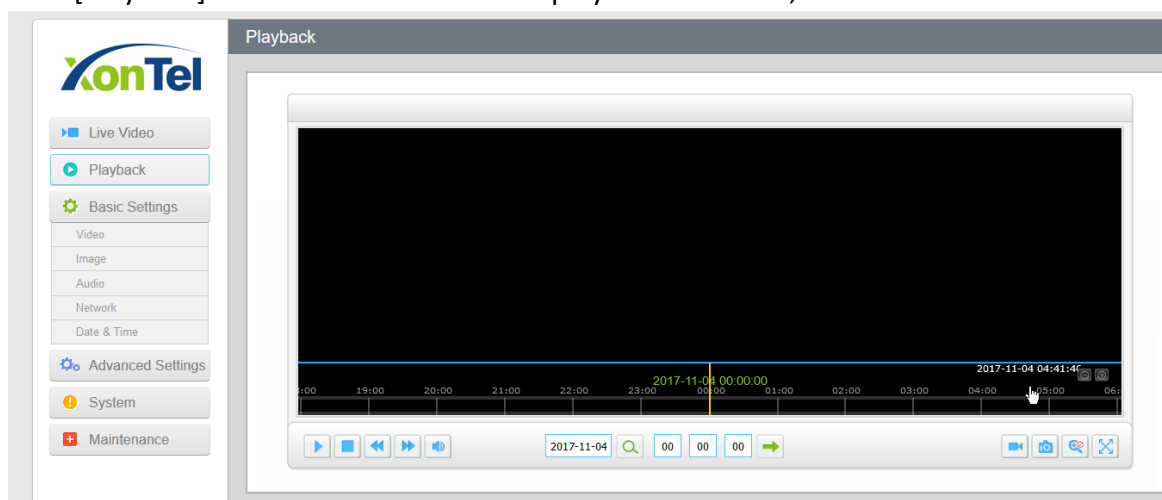 Playback
XonTel
Live Video
Playback
Basic Settings
Video
Image
Audio
Network
Date & Time
Advanced Settings
System
Maintenance
2017-11-04 04:41:46
2017-11-04 00:00:00
:00 19:00 20:00 21:00 22:00 23:00 00:00 01:00 02:00 03:00 04:00 05:00 06:
2017-11-04 00 00 00